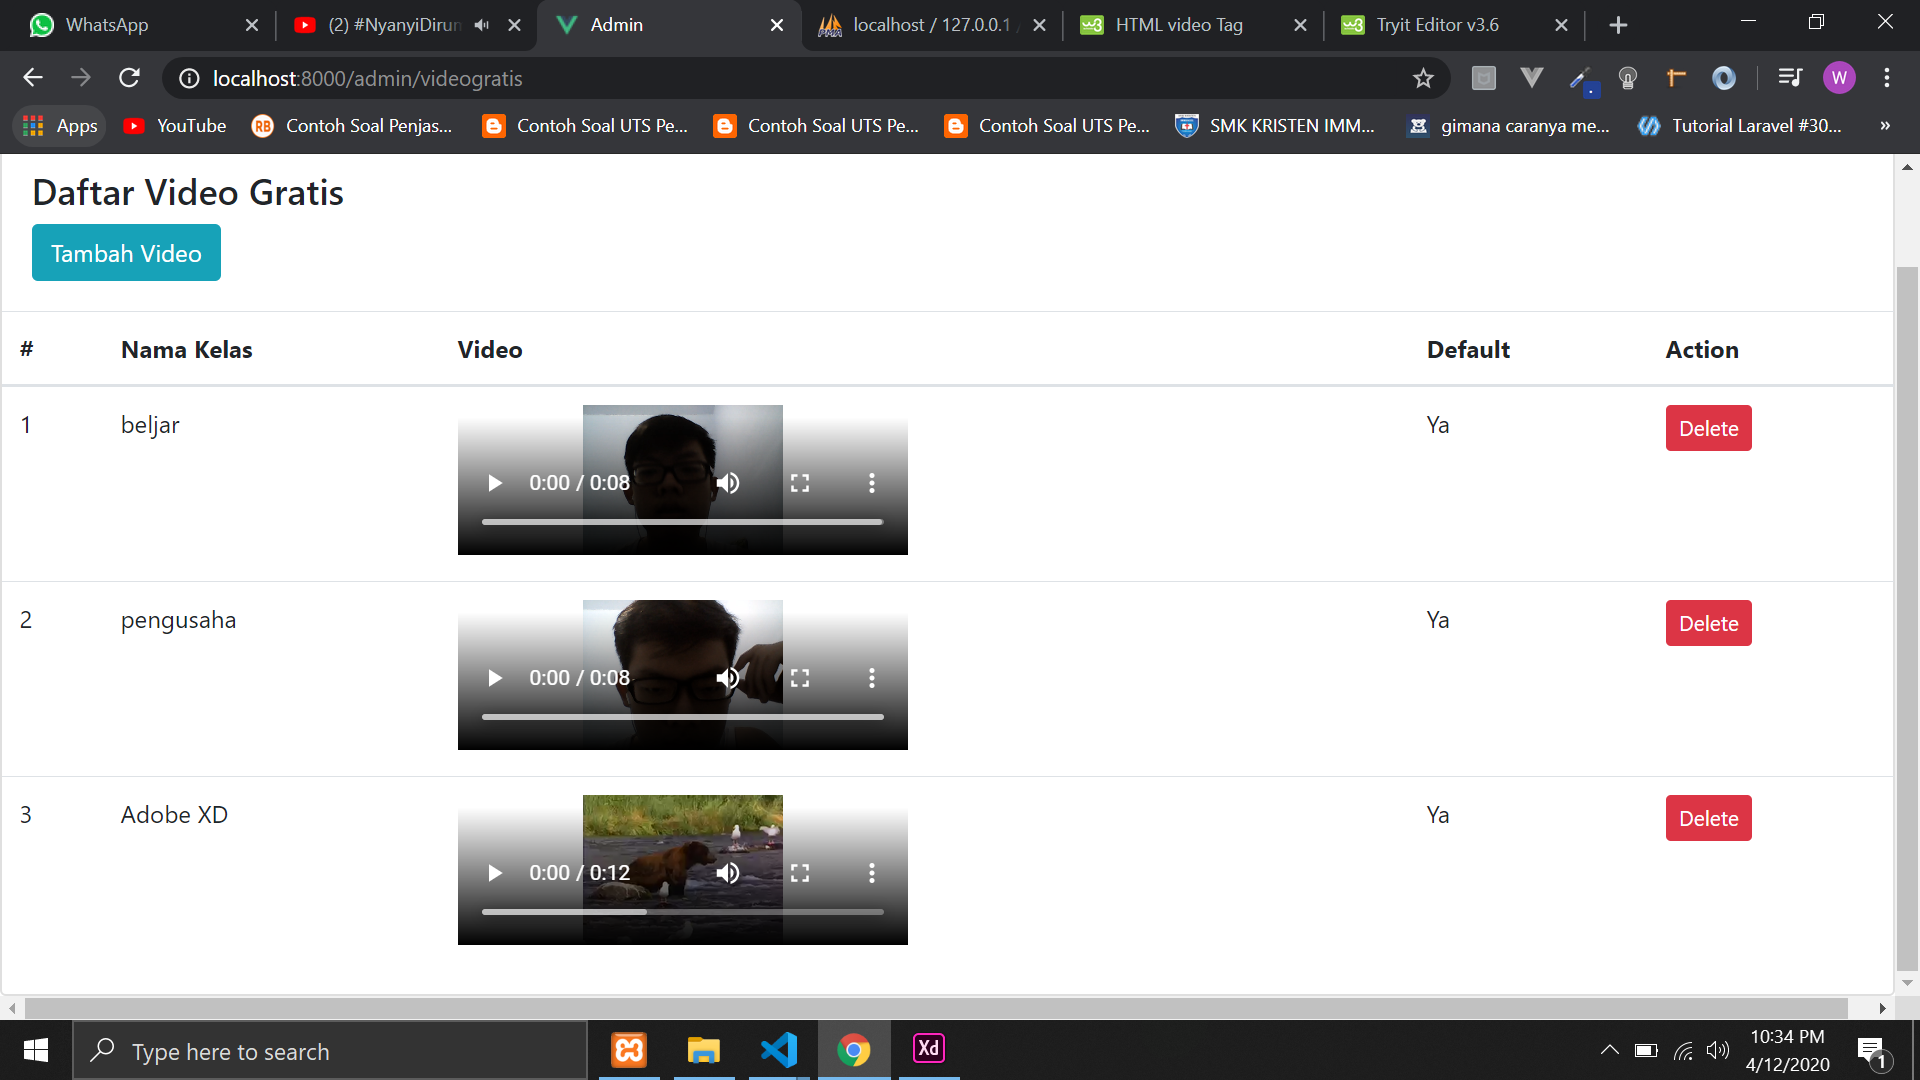 WhatsApp
(2) #NyanyiDirum
Admin
localhost / 127.0.0.1 /
HTML video Tag
Tryit Editor v3.6
localhost:8000/admin/videogratis
W
Apps
YouTube
RB
Contoh Soal Penjas...
Contoh Soal UTS Pe...
Contoh Soal UTS Pe...
Contoh Soal UTS Pe...
SMK KRISTEN IMM...
gimana caranya me...
Tutorial Laravel #30...
»
Daftar Video Gratis
Tambah Video
# Nama Kelas Video Default Action
1 beljar Ya Delete
0:00 / 0:08
2 pengusaha Ya Delete
0:00 / 0:08
3 Adobe XD Ya Delete
0:00 / 0:12
Type here to search
Xd
10:34 PM
4/12/2020
1